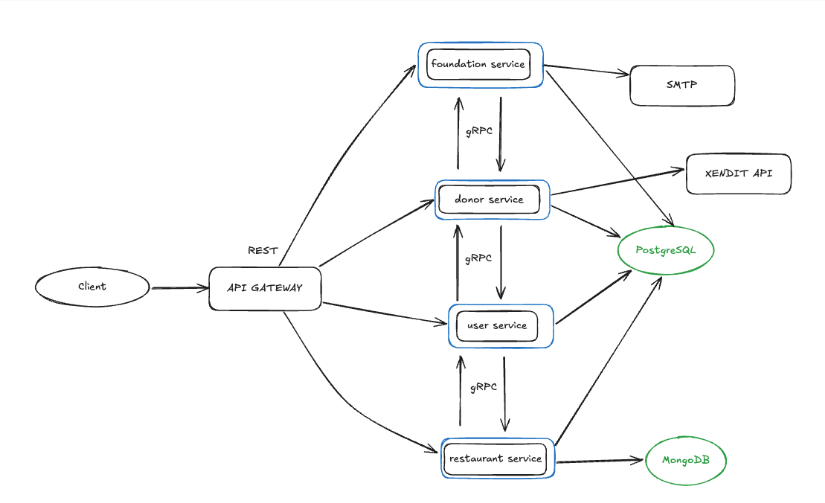 foundation service
SMTP
gRPC
XENDIT API
donor service
REST
PostgreSQL
gRPC
Client
API GATEWAY
user service
gRPC
restaurant service
MongoDB